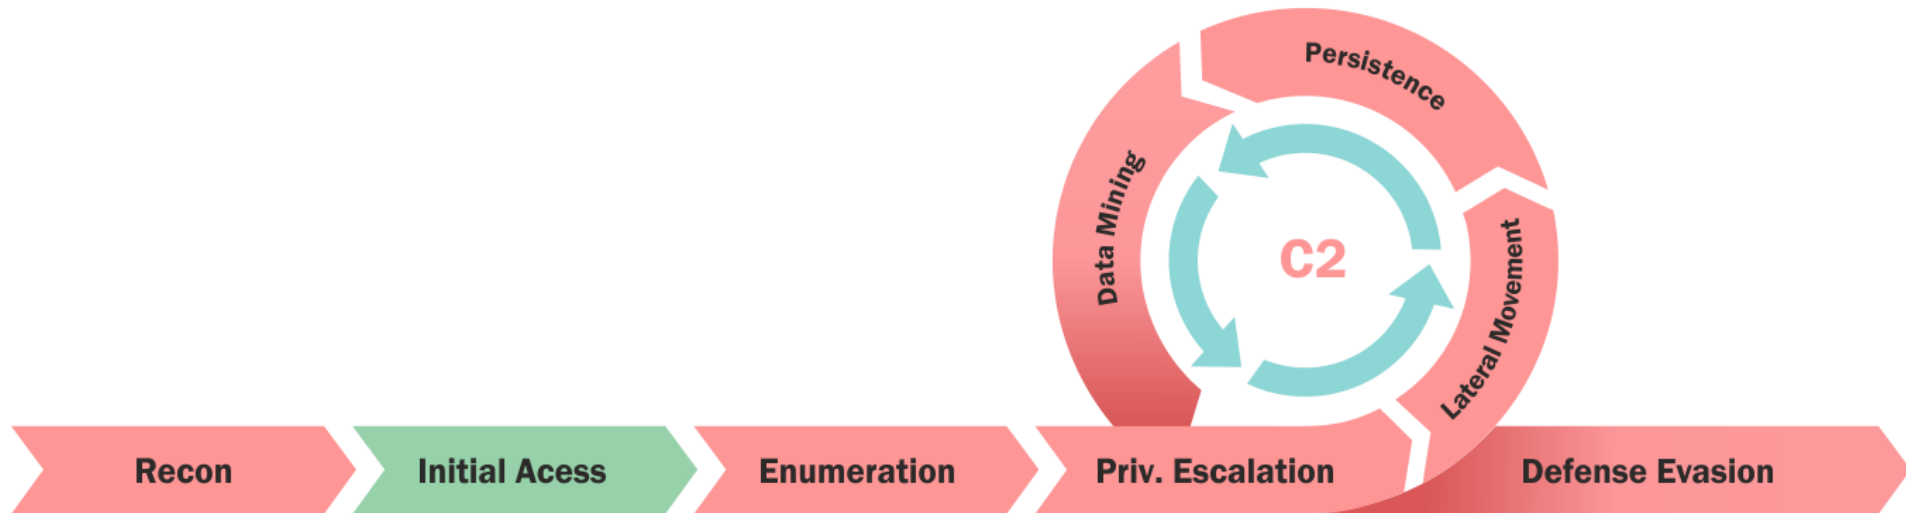 Persistence
Data Mining
C2
Lateral Movement
Recon
Initial Acess
Enumeration
Priv. Escalation
Defense Evasion